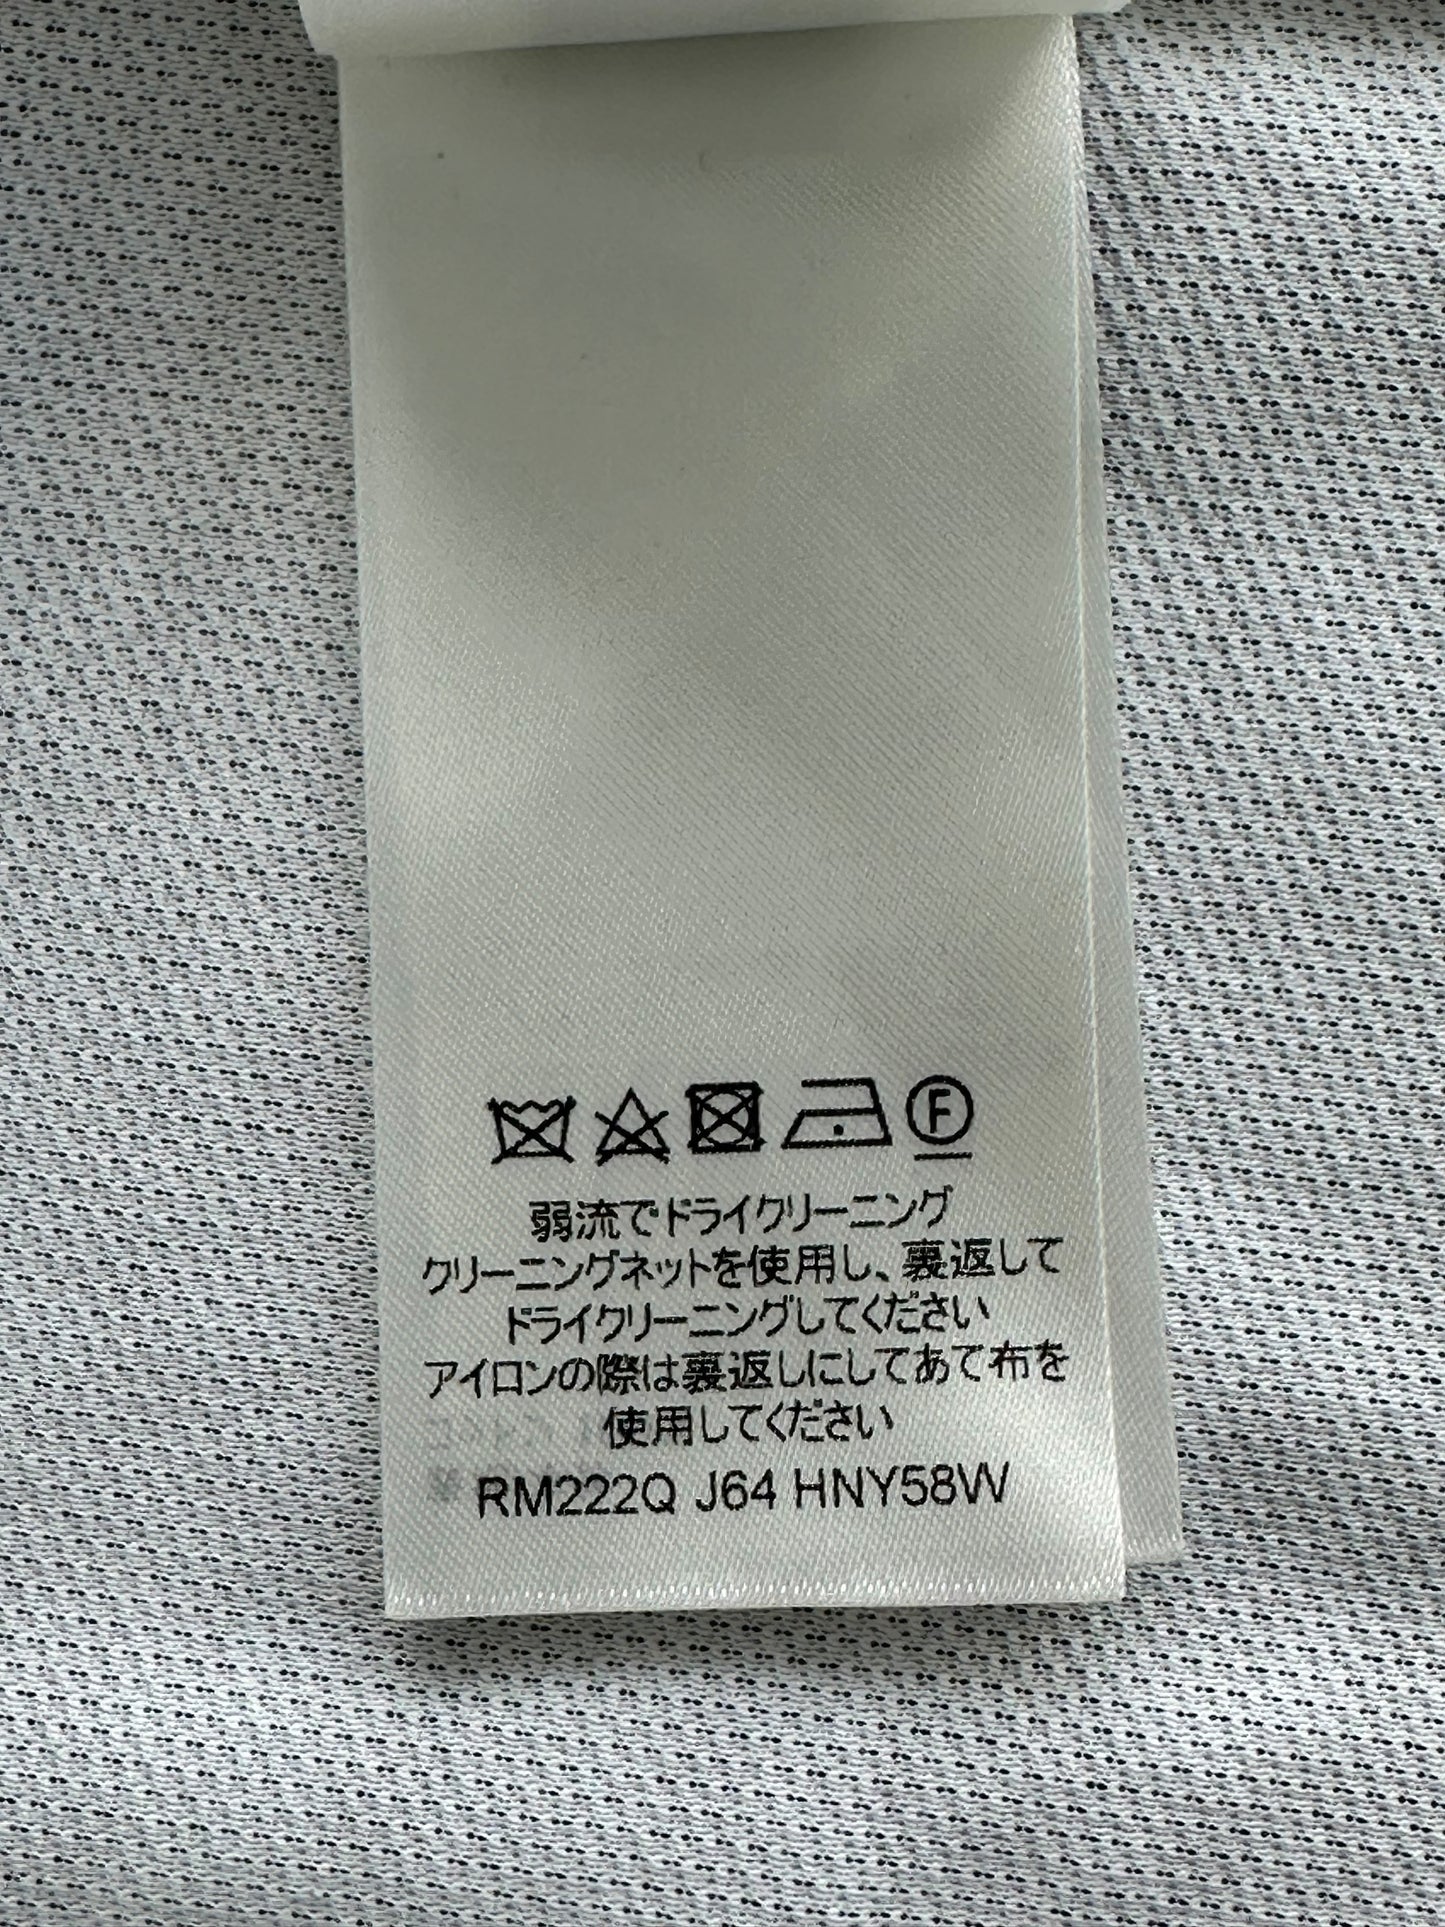 F
弱流でドライクリーニング
クリーニングネットを使用し、裏返して
ドライクリーニングしてください
アイロンの際は裏返しにしてあて布を
使用してください
RM222Q J64 HNY58W